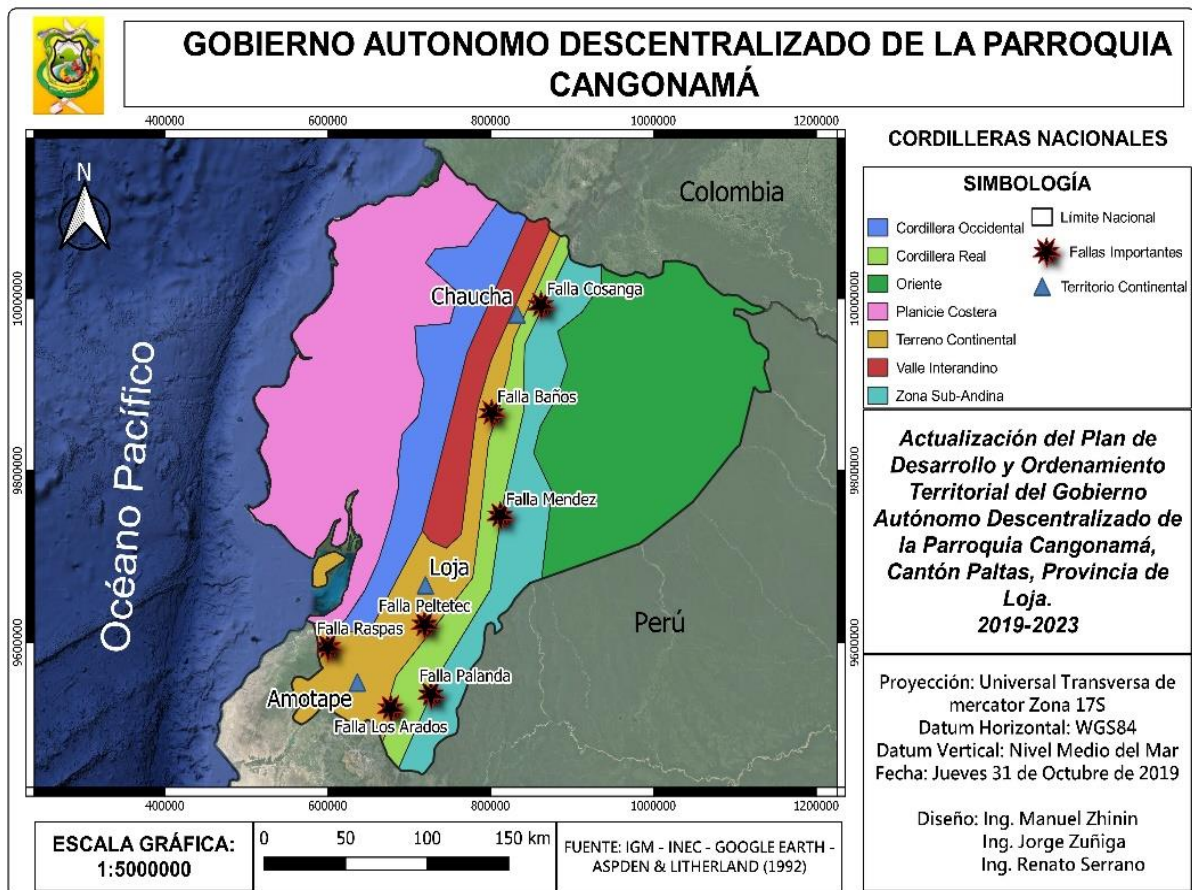 GOBIERNO AUTONOMO DESCENTRALIZADO DE LA PARROQUIA
CANGONAMÁ
400000 600000 800000 1000000 1200000
N
Océano Pacífico
Colombia
Chaucha
Falla Cosanga
Falla Baños
Falla Mendez
Loja
Falla Peltetec
Falla Raspas
Perú
Falla Palanda
Amotape
Falla Los Arados
10000000
9800000
9600000
10000000
9800000
9600000
400000 600000 800000 1000000 1200000
CORDILLERAS NACIONALES
SIMBOLOGÍA
Cordillera Occidental
Cordillera Real
Oriente
Planicie Costera
Terreno Continental
Valle Interandino
Zona Sub-Andina
Límite Nacional
Fallas Importantes
Territorio Continental
Actualización del Plan de
Desarrollo y Ordenamiento
Territorial del Gobierno
Autónomo Descentralizado de
la Parroquia Cangonamá,
Cantón Paltas, Provincia de
Loja.
2019-2023
Proyección: Universal Transversa de
mercator Zona 17S
Datum Horizontal: WGS84
Datum Vertical: Nivel Medio del Mar
Fecha: Jueves 31 de Octubre de 2019
Diseño: Ing. Manuel Zhinin
Ing. Jorge Zuñiga
Ing. Renato Serrano
ESCALA GRÁFICA:
1:5000000
0 50 100 150 km
FUENTE: IGM - INEC - GOOGLE EARTH -
ASPDEN & LITHERLAND (1992)